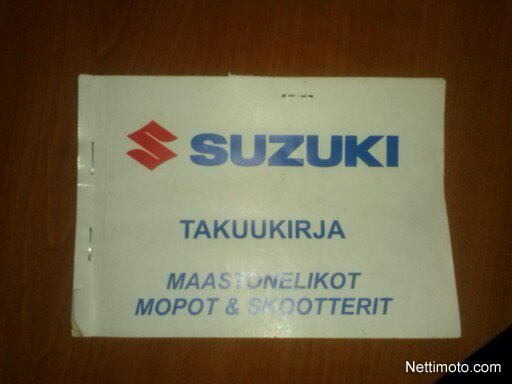 SUZUKI
TAKUUKIRJA
MAASTONELIKOT
MOPOT & SKOOTTERIT
Nettimoto.com